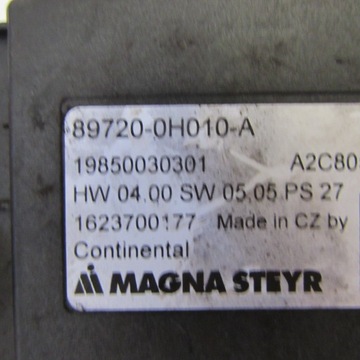 89720-0H010-A
19850030301 A2C80
HW 04.00 SW 05.05 PS 27
1623700177 Made in CZ by
Continental
MAGNA STEYR